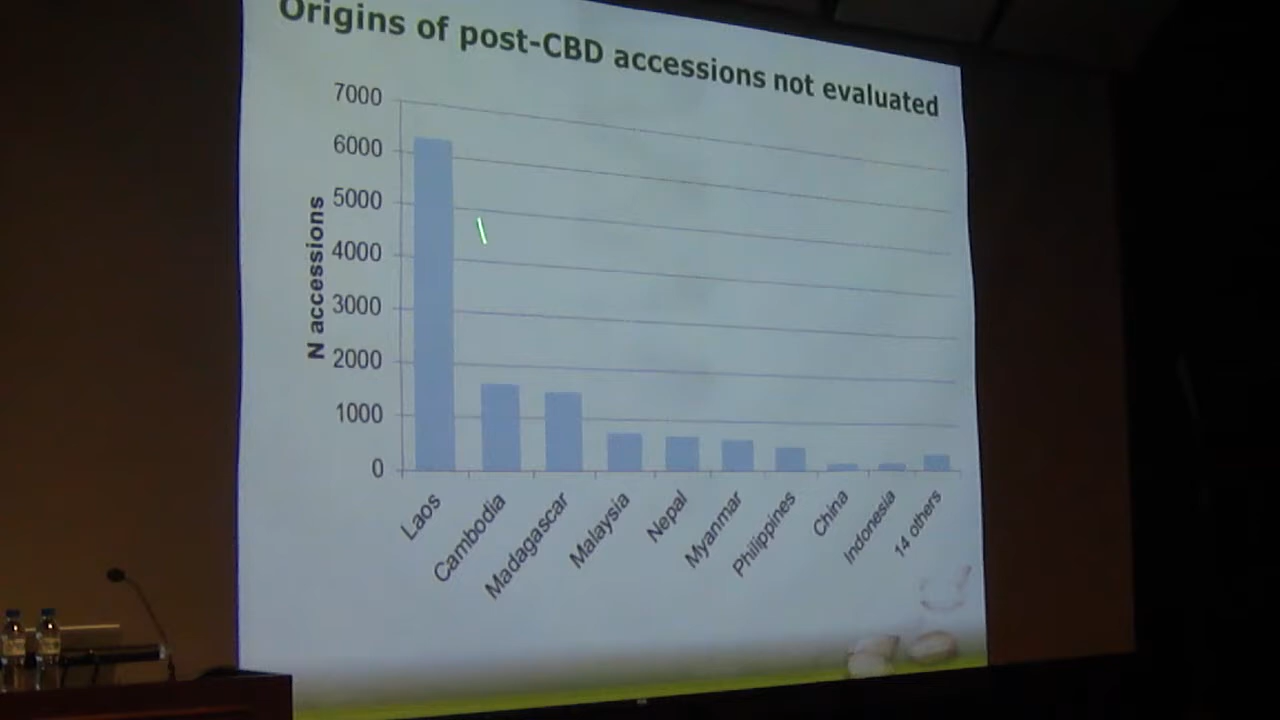 Origins of post-CBD accessions not evaluated
7000
6000
5000
4000
3000
2000
1000
0
N accessions
Laos
Cambodia
Madagascar
Malaysia
Nepal
Myanmar
Philippines
China
Indonesia
14 others